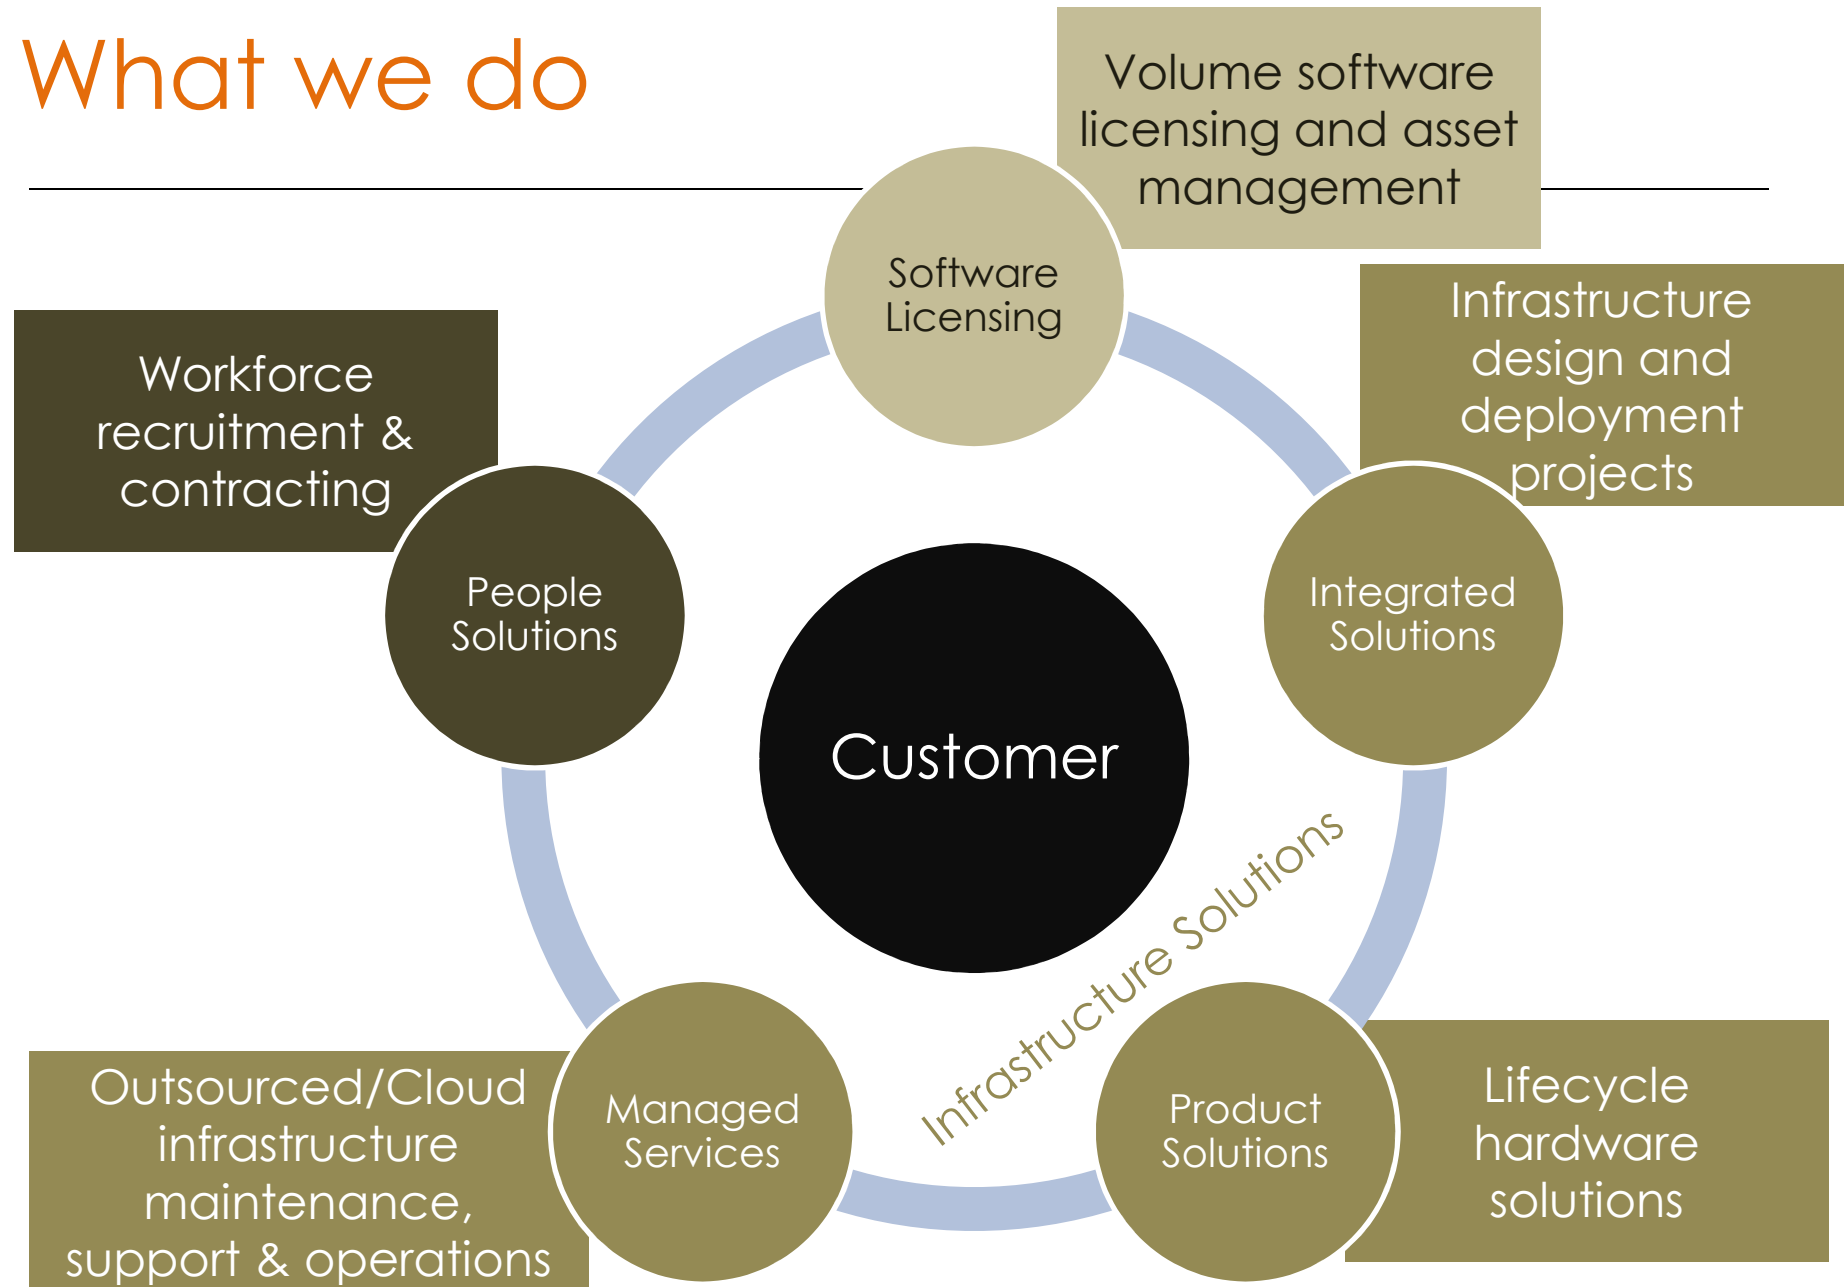 What we do
Volume software
licensing and asset
management
Software
Licensing
Infrastructure
design and
deployment
projects
Workforce
recruitment &
contracting
People
Solutions
Integrated
Solutions
Customer
Infrastructure Solutions
Outsourced/Cloud
infrastructure
maintenance,
support & operations
Managed
Services
Product
Solutions
Lifecycle
hardware
solutions